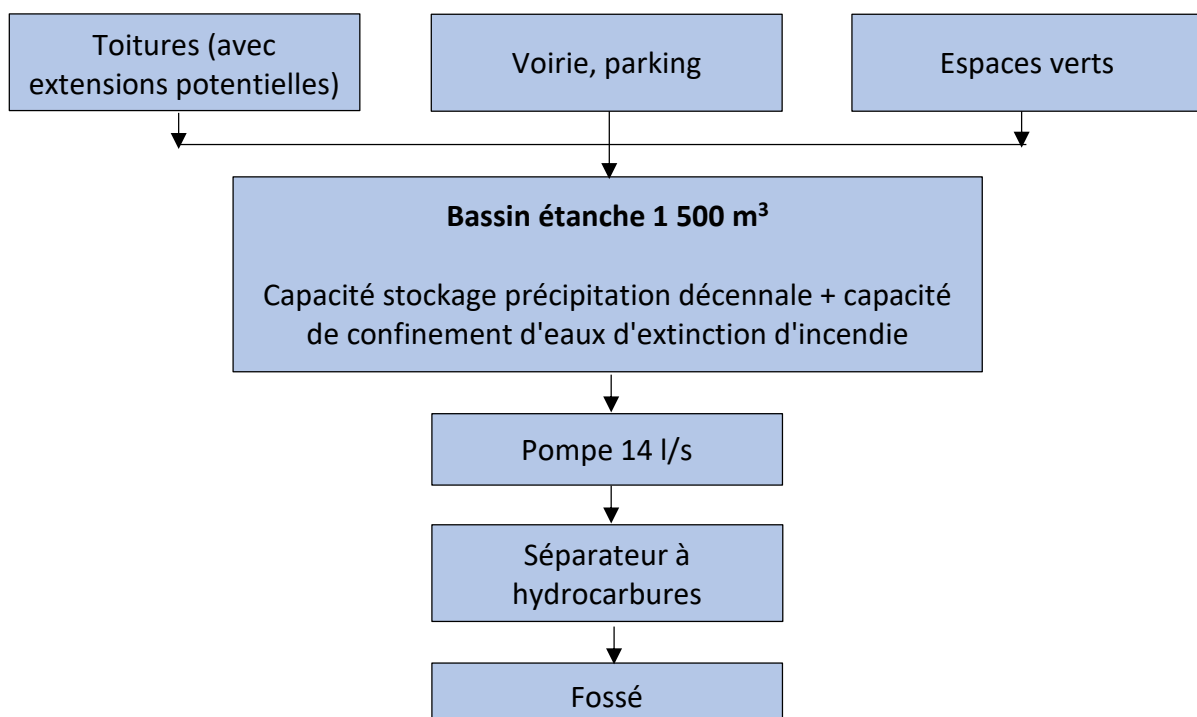 Toitures (avec
extensions potentielles)
Voirie, parking
Espaces verts
Bassin étanche 1 500 m³
Capacité stockage précipitation décennale + capacité
de confinement d'eaux d'extinction d'incendie
Pompe 14 l/s
Séparateur à
hydrocarbures
Fossé